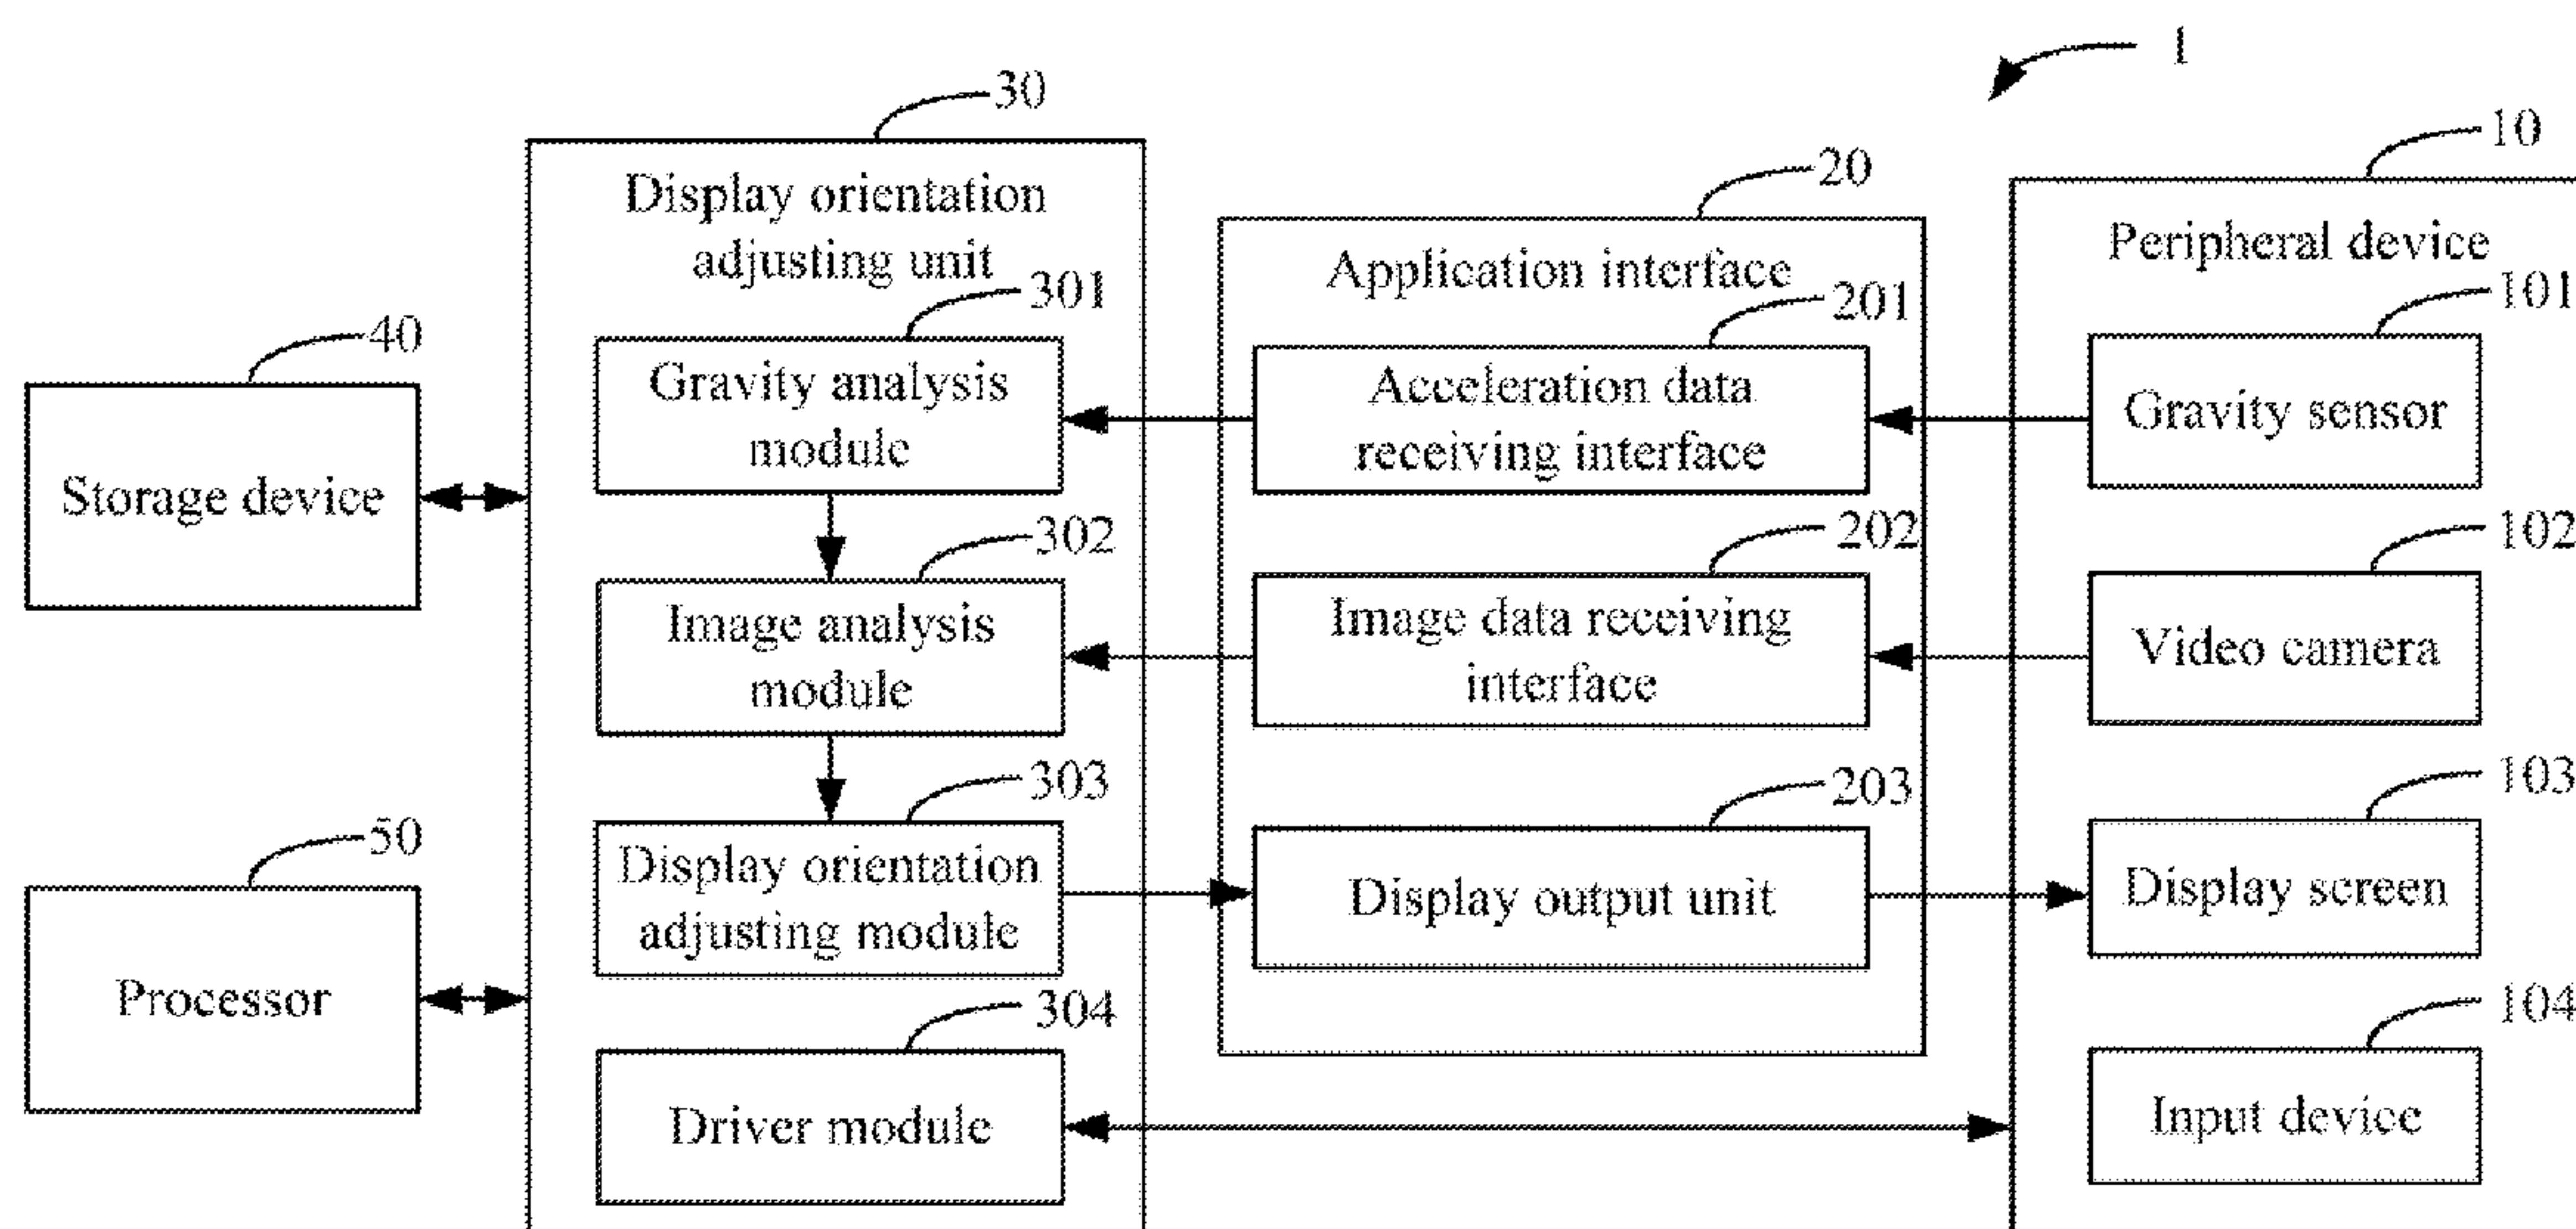 1
30
Display orientation
adjusting unit
301
Gravity analysis
module
302
Image analysis
module
303
Display orientation
adjusting module
304
Driver module
40
Storage device
50
Processor
20
Application interface
201
Acceleration data
receiving interface
202
Image data receiving
interface
203
Display output unit
10
Peripheral device
101
Gravity sensor
102
Video camera
103
Display screen
104
Input device